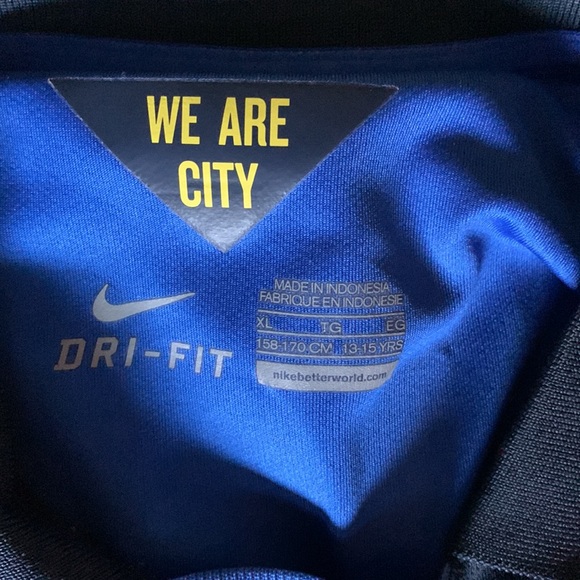 WE ARE
CITY
DRI-FIT
MADE IN INDONESIA
FABRIQUE EN INDONESIE
XL TG EG
158-170 CM 13-15 YRS
nikebetterworld.com